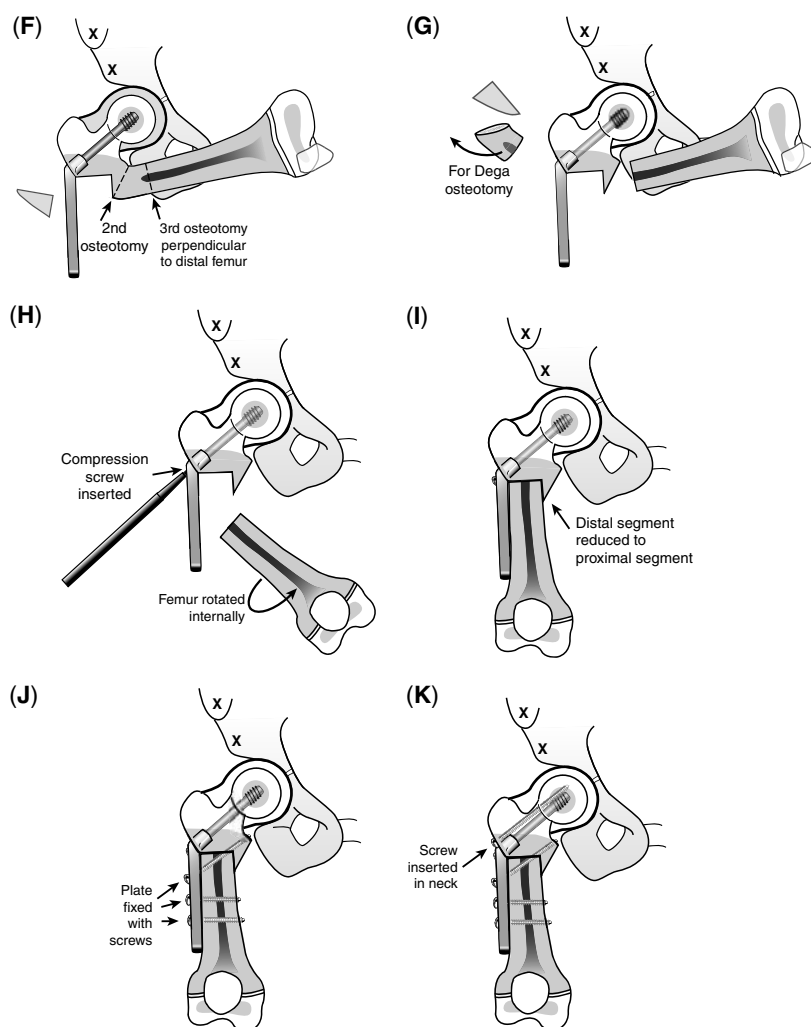 (F)
X
X
2nd
osteotomy
3rd osteotomy
perpendicular
to distal femur
(G)
X
X
For Dega
osteotomy
(H)
X
X
Compression
screw
inserted
Femur rotated
internally
(I)
X
X
Distal segment
reduced to
proximal segment
(J)
X
X
Plate
fixed
with
screws
(K)
X
X
Screw
inserted
in neck